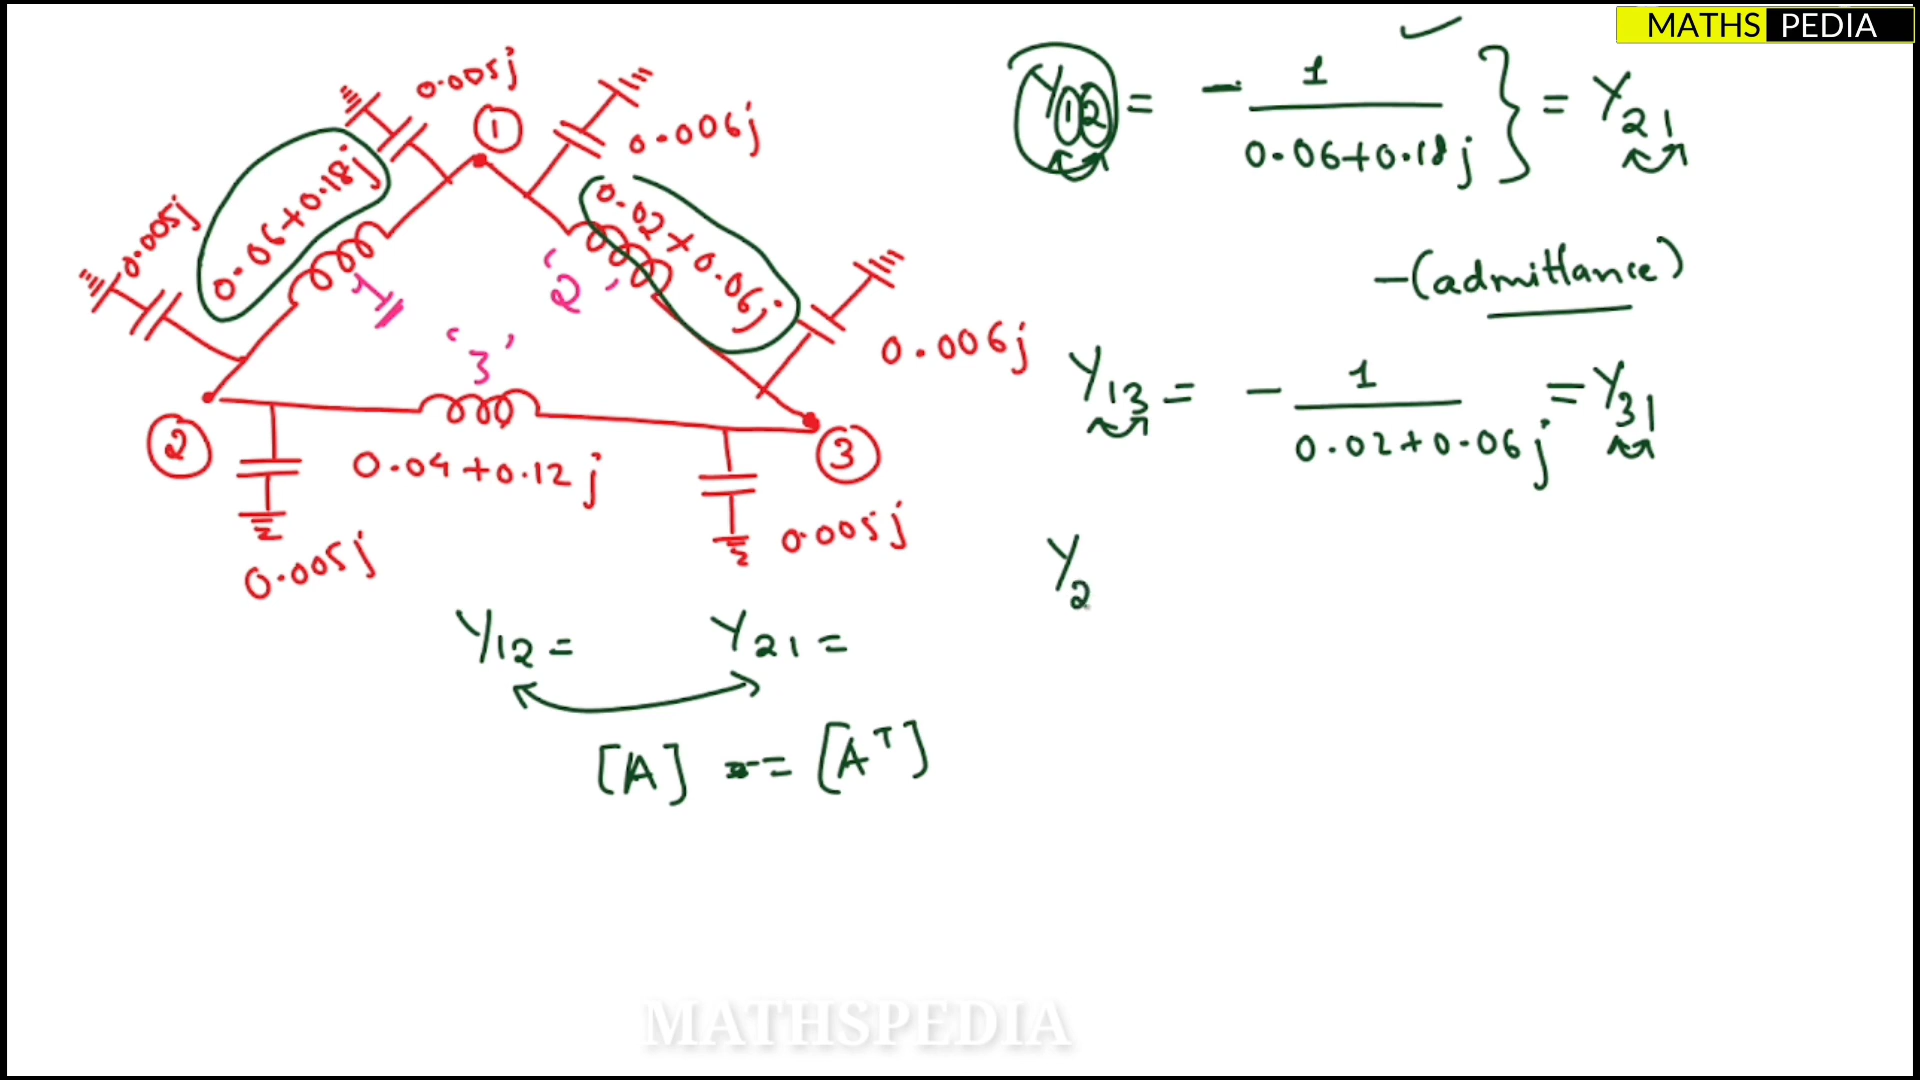 MATHS PEDIA
0.005j
①
0.006j
0.06+0.18j
0.005j
0.02+0.06j
'2'
'3'
0.006j
②
0.04+0.12j
③
0.005j
0.005j
Y12 = Y21 =
[A] == [A^T]
Y12 = - 1/(0.06+0.18j) } = Y21
-(admittance)
Y13 = - 1/(0.02+0.06j) = Y31
Y2
MATHSPEDIA